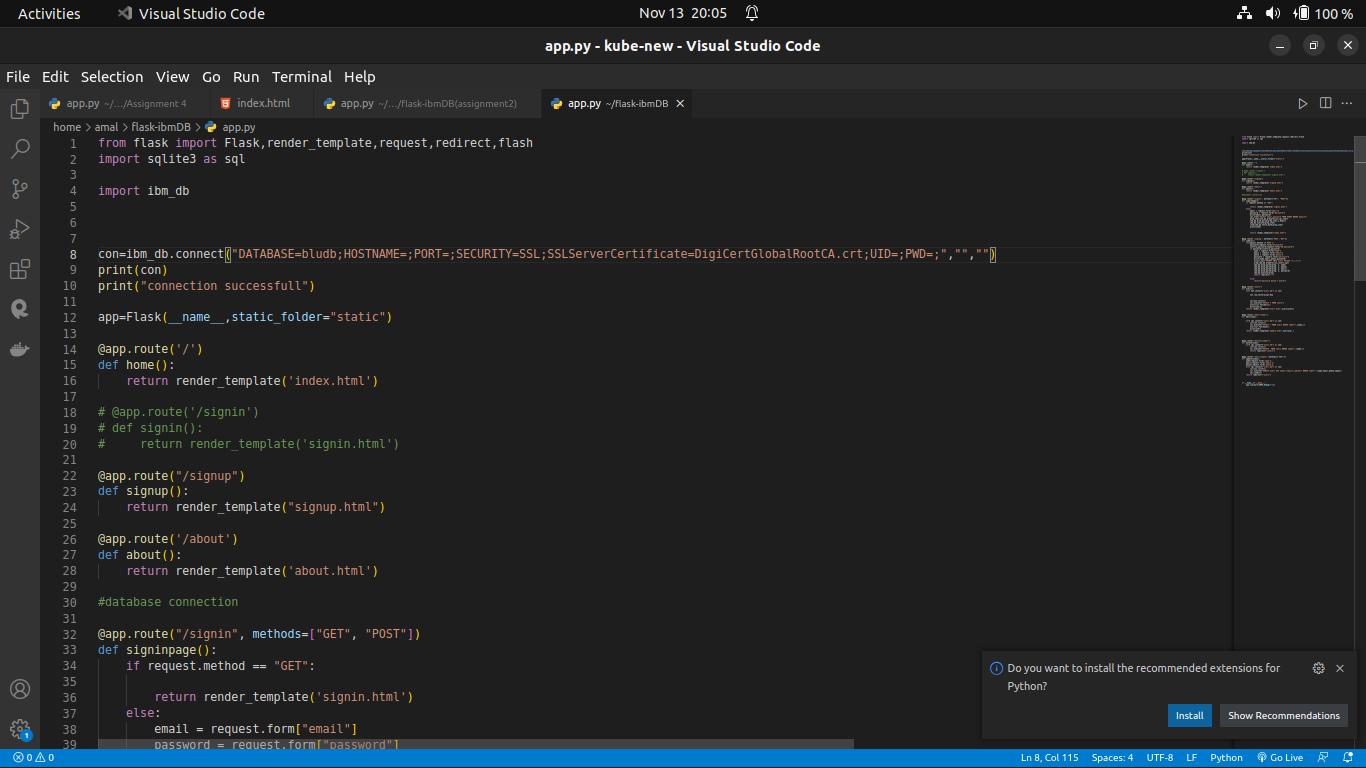 Activities Visual Studio Code Nov 13 20:05 100 %
app.py - kube-new - Visual Studio Code
File Edit Selection View Go Run Terminal Help
app.py ~/.../Assignment 4 index.html app.py ~/.../flask-ibmDB(assignment2) app.py ~/flask-ibmDB
home > amal > flask-ibmDB > app.py
1 from flask import Flask,render_template,request,redirect,flash
2 import sqlite3 as sql
3
4 import ibm_db
5
6
7
8 con=ibm_db.connect("DATABASE=bludb;HOSTNAME=;PORT=;SECURITY=SSL;SSLServerCertificate=DigiCertGlobalRootCA.crt;UID=;PWD=;","","")
9 print(con)
10 print("connection successfull")
11
12 app=Flask(__name__,static_folder="static")
13
14 @app.route('/')
15 def home():
16     return render_template('index.html')
17
18 # @app.route('/signin')
19 # def signin():
20 #     return render_template('signin.html')
21
22 @app.route("/signup")
23 def signup():
24     return render_template("signup.html")
25
26 @app.route('/about')
27 def about():
28     return render_template('about.html')
29
30 #database connection
31
32 @app.route("/signin", methods=["GET", "POST"])
33 def signinpage():
34     if request.method == "GET":
35
36         return render_template('signin.html')
37     else:
38         email = request.form["email"]
39         password = request.form["password"]
Do you want to install the recommended extensions for
Python?
Install Show Recommendations
1
0 0 Ln 8, Col 115 Spaces: 4 UTF-8 LF Python Go Live